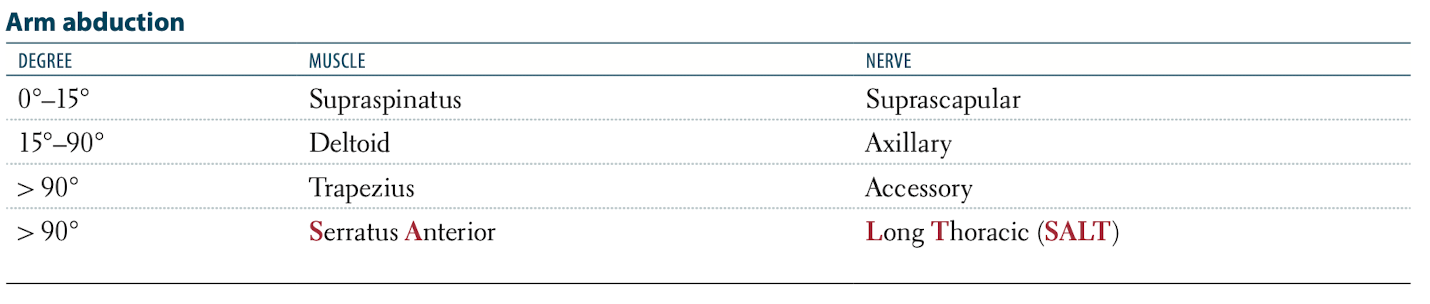 Arm abduction
DEGREE MUSCLE NERVE
0°–15° Supraspinatus Suprascapular
15°–90° Deltoid Axillary
> 90° Trapezius Accessory
> 90° Serratus Anterior Long Thoracic (SALT)